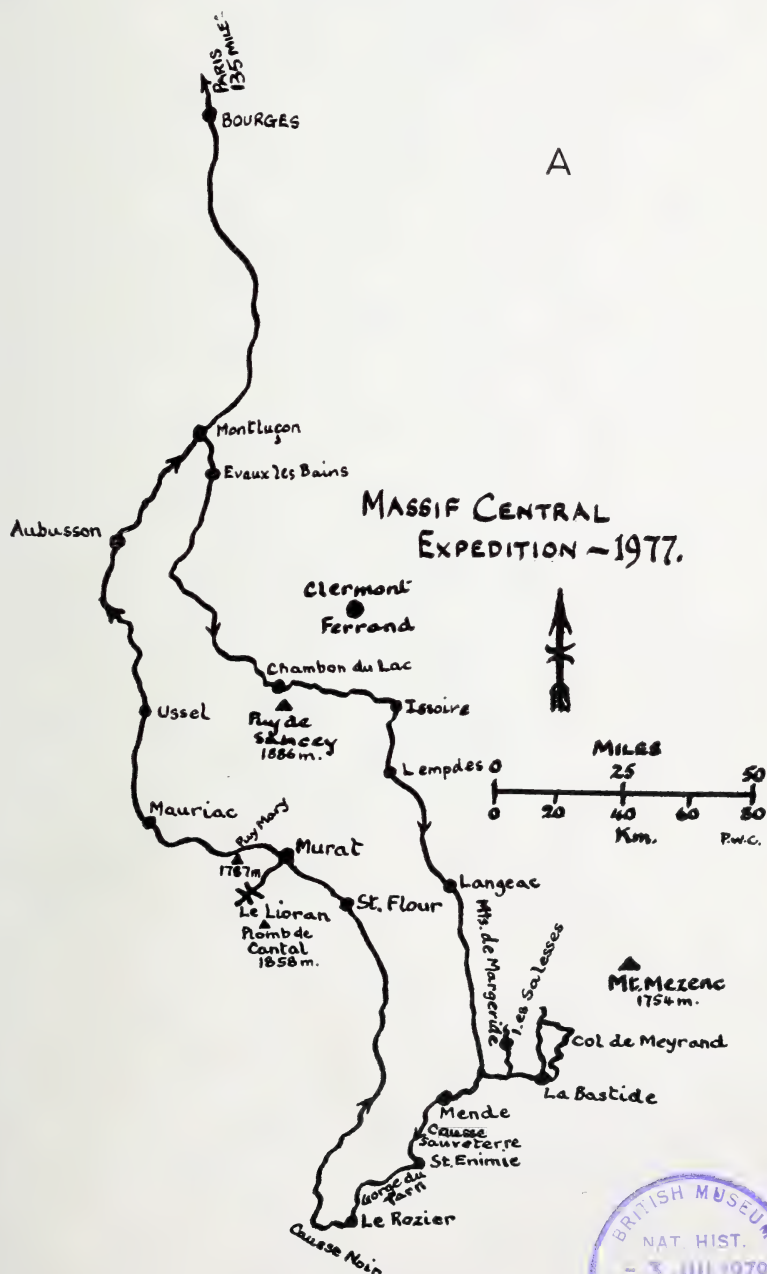 PARIS
135 MILES
BOURGES
A
Montluçon
Evaux les Bains
MASSIF CENTRAL
EXPEDITION ~ 1977.
Aubusson
Clermont
Ferrand
Chambon du Lac
Issoire
Ussel
Puy de
Sancey
1886 m.
Lempdes
MILES
0 25 50
0 20 40 60 80
Km.
P.W.C.
Mauriac
Puy Mary
1787m
Murat
Langeac
Le Lioran
St. Flour
Plomb de
Cantal
1858 m.
Mts. de Margeride
Les Salesses
Mt. Mezenc
1754 m.
Col de Meyrand
La Bastide
Mende
Causse
Sauveterre
St. Enimie
Gorge du
Tarn
Le Rozier
Causse Noir
BRITISH MUSEUM
NAT. HIST.